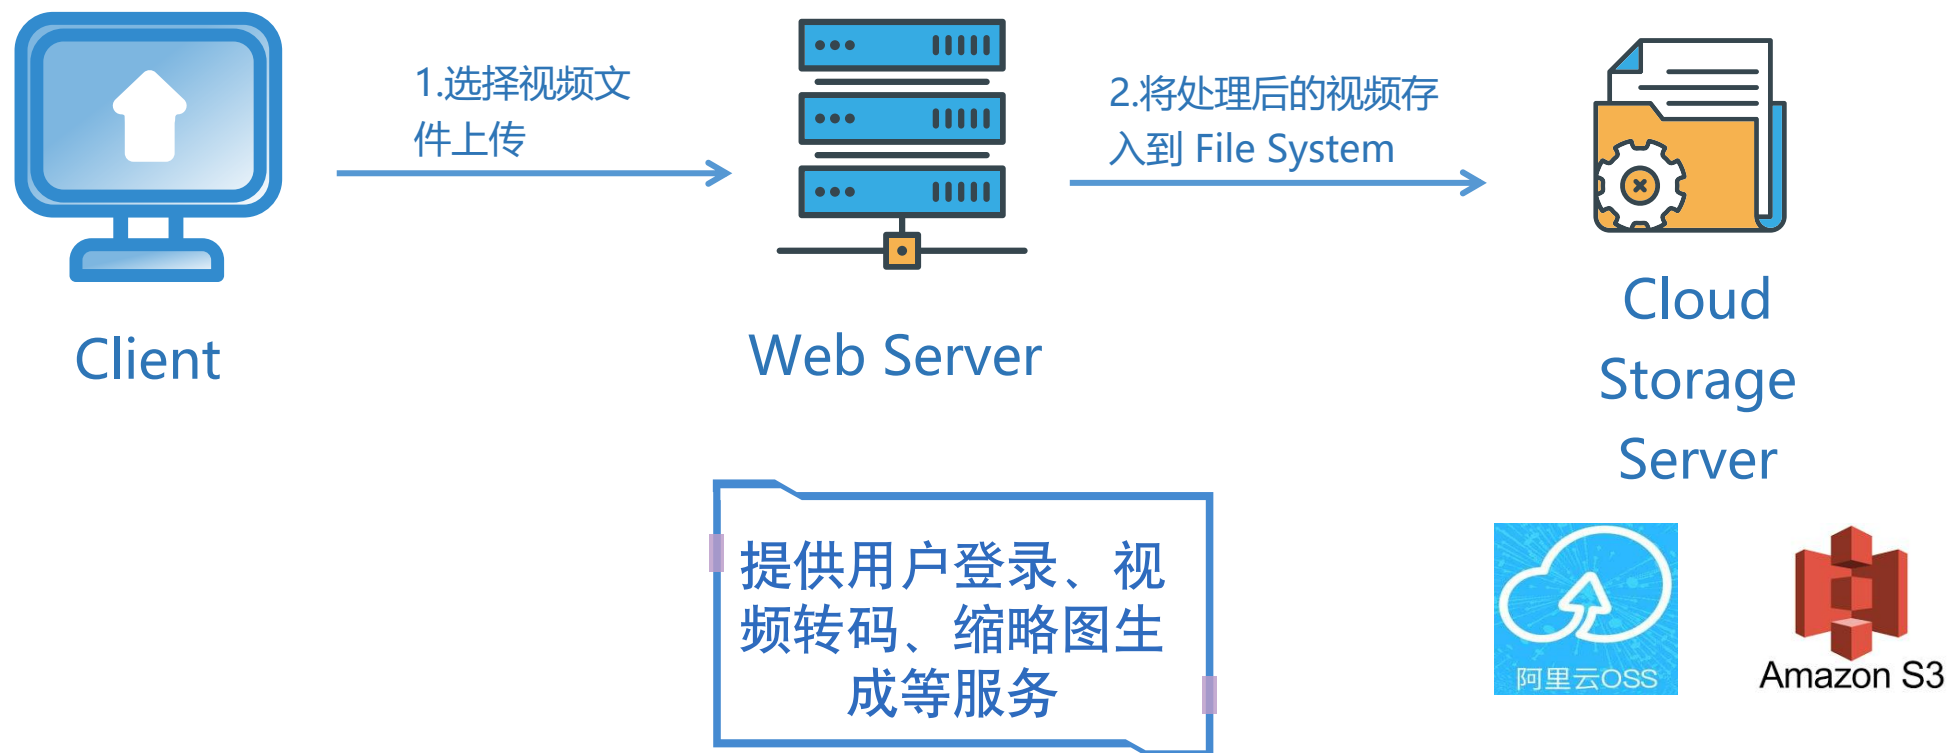 1.选择视频文
件上传
2.将处理后的视频存
入到 File System
Client
Web Server
Cloud
Storage
Server
提供用户登录、视
频转码、缩略图生
成等服务
阿里云OSS
Amazon S3